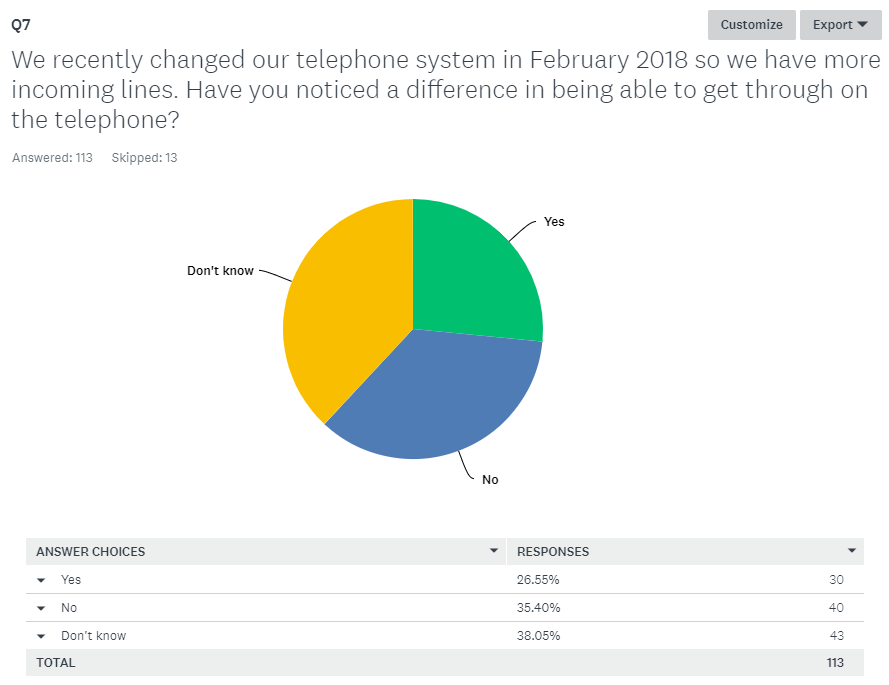 Q7
Customize
Export
We recently changed our telephone system in February 2018 so we have more
incoming lines. Have you noticed a difference in being able to get through on
the telephone?
Answered: 113 Skipped: 13
Yes
Don't know
No
ANSWER CHOICES RESPONSES
Yes 26.55% 30
No 35.40% 40
Don't know 38.05% 43
TOTAL 113